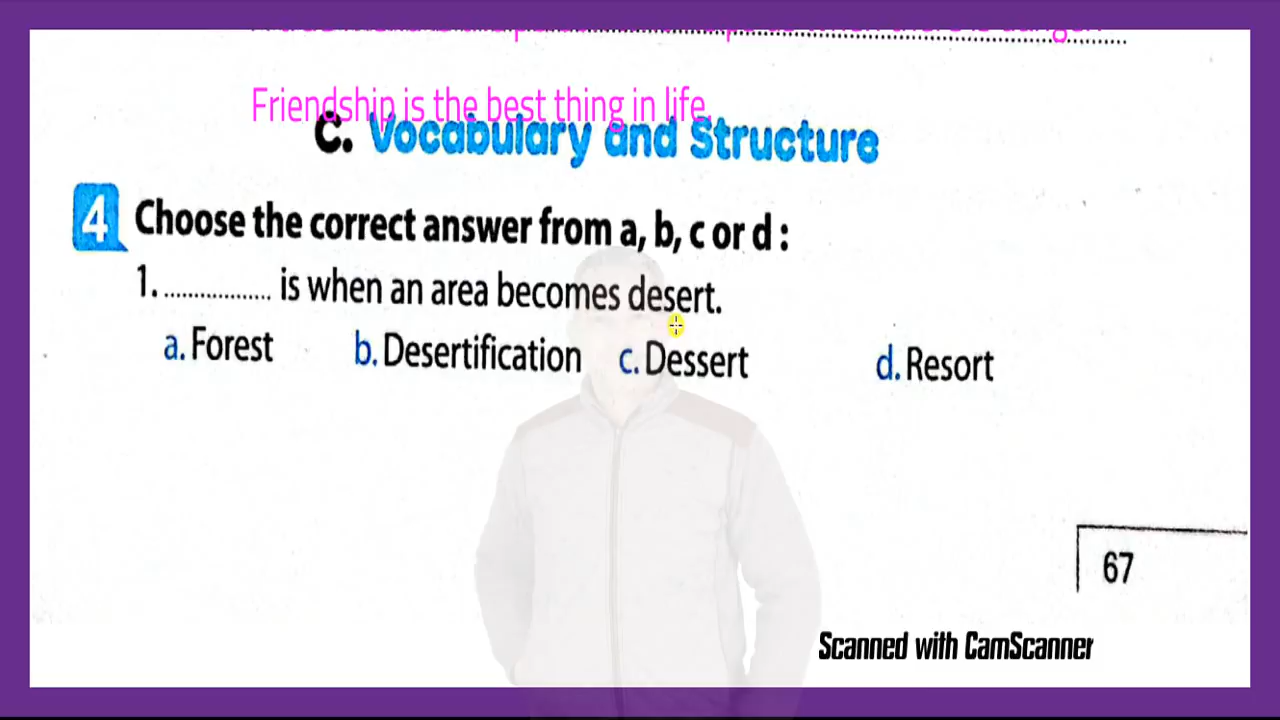 Friendship is the best thing in life.
C. Vocabulary and Structure
4 Choose the correct answer from a, b, c or d :
1. .................. is when an area becomes desert.
a. Forest b. Desertification c. Dessert d. Resort
67
Scanned with CamScanner